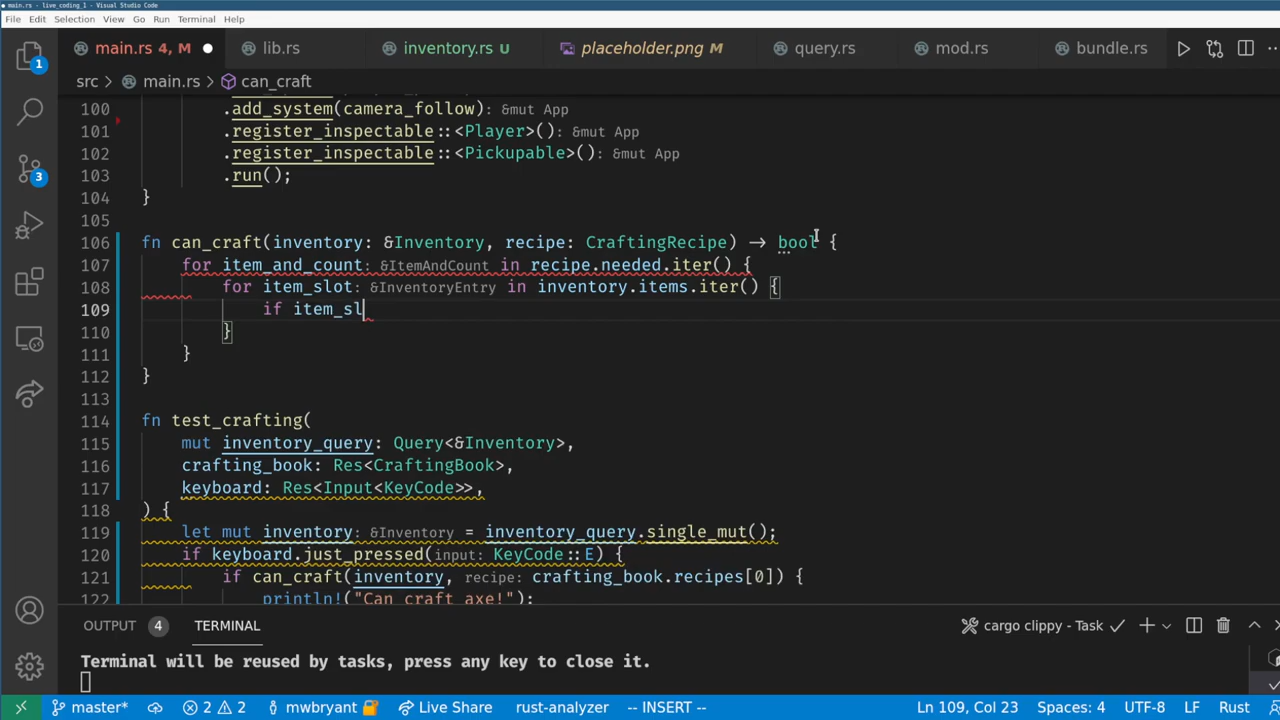 main.rs - live_coding_1 - Visual Studio Code
File Edit Selection View Go Run Terminal Help
main.rs 4, M ● lib.rs inventory.rs U placeholder.png M query.rs mod.rs bundle.rs
src > main.rs > can_craft
100 .add_system(camera_follow): &mut App
101 .register_inspectable::<Player>(): &mut App
102 .register_inspectable::<Pickupable>(): &mut App
103 .run();
104 }
105
106 fn can_craft(inventory: &Inventory, recipe: CraftingRecipe) → bool {
107 for item_and_count: &ItemAndCount in recipe.needed.iter() {
108 for item_slot: &InventoryEntry in inventory.items.iter() {
109 if item_sl
110 }
111 }
112 }
113
114 fn test_crafting(
115 mut inventory_query: Query<&Inventory>,
116 crafting_book: Res<CraftingBook>,
117 keyboard: Res<Input<KeyCode>>,
118 ) {
119 let mut inventory: &Inventory = inventory_query.single_mut();
120 if keyboard.just_pressed(input: KeyCode::E) {
121 if can_craft(inventory, recipe: crafting_book.recipes[0]) {
122 println!("Can craft axe!");
1
3
OUTPUT 4 TERMINAL cargo clippy - Task
Terminal will be reused by tasks, press any key to close it.
master* 2 2 mwbryant Live Share rust-analyzer -- INSERT -- Ln 109, Col 23 Spaces: 4 UTF-8 LF Rust